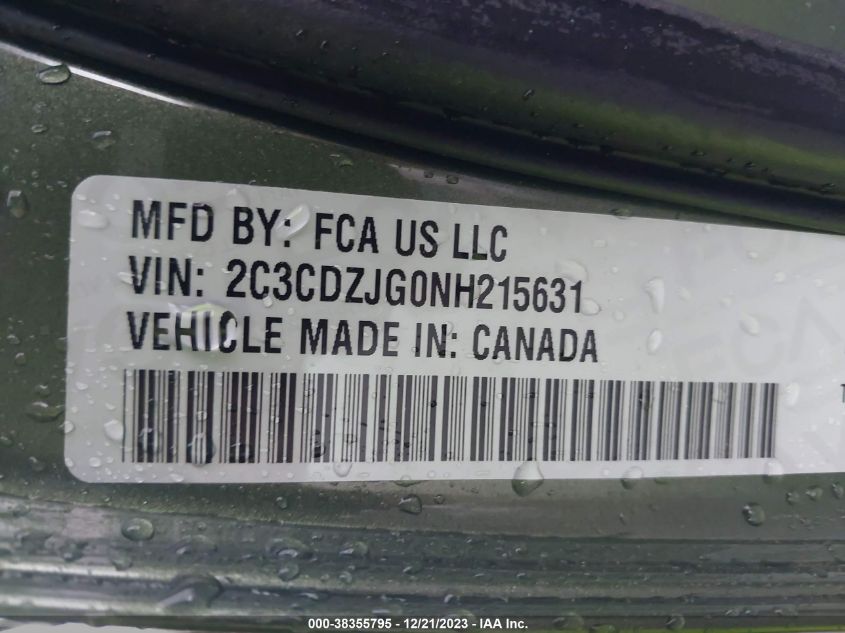 MFD BY: FCA US LLC
VIN: 2C3CDZJG0NH215631
VEHICLE MADE IN: CANADA
000-38355795 - 12/21/2023 - IAA Inc.